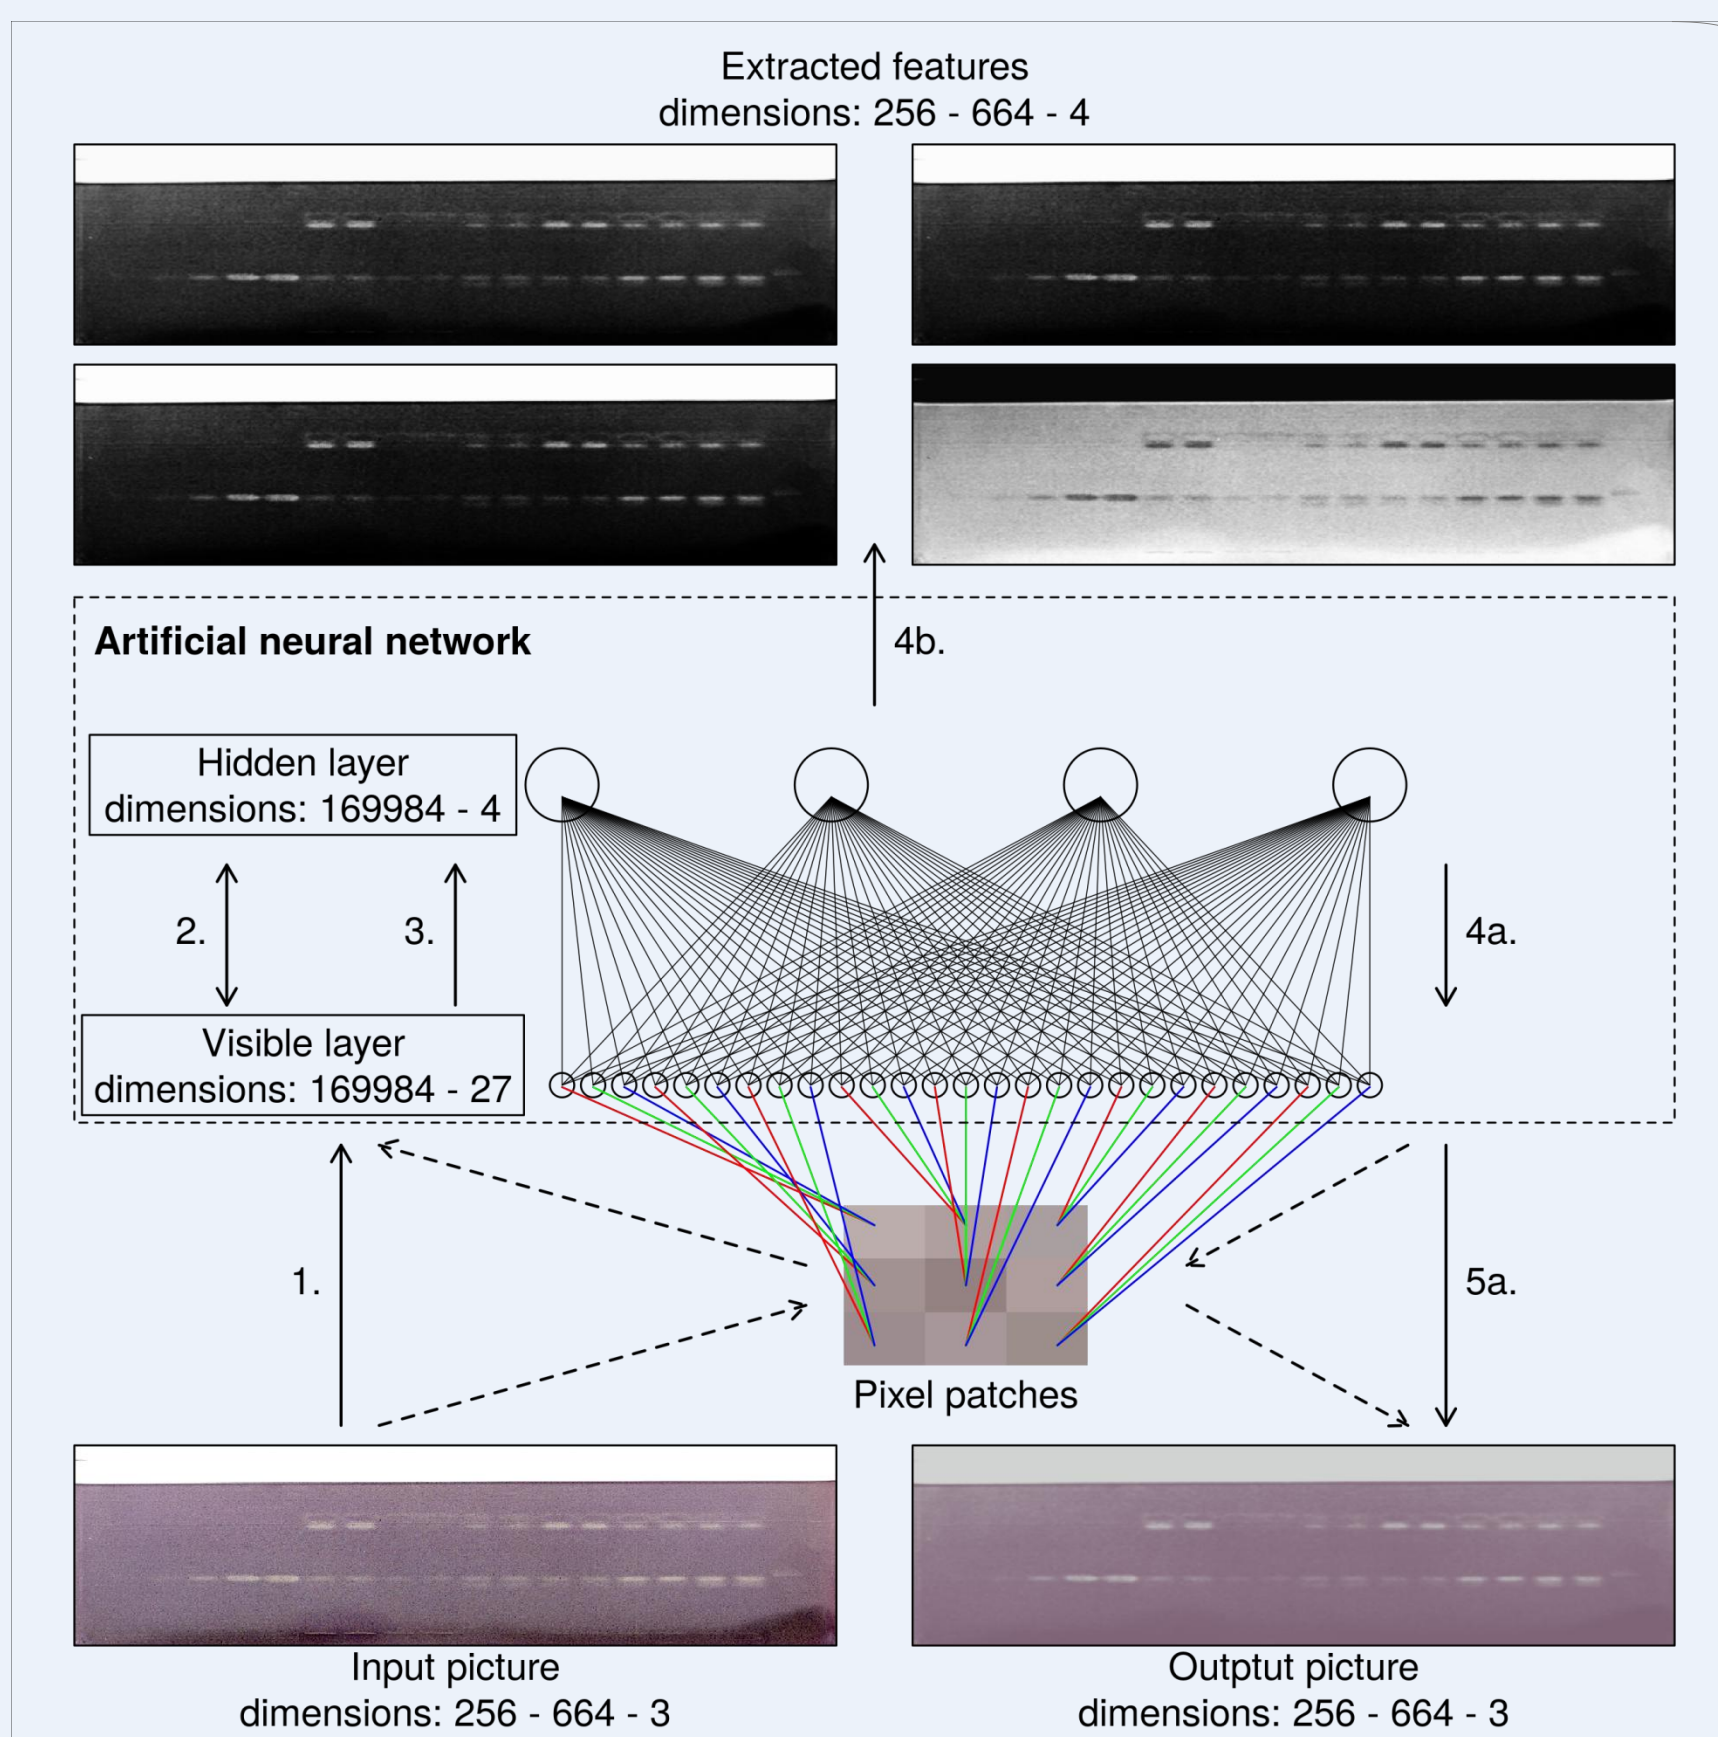 Extracted features
dimensions: 256 - 664 - 4
Artificial neural network
4b.
Hidden layer
dimensions: 169984 - 4
2.
3.
4a.
Visible layer
dimensions: 169984 - 27
1.
5a.
Pixel patches
Input picture
dimensions: 256 - 664 - 3
Outptut picture
dimensions: 256 - 664 - 3